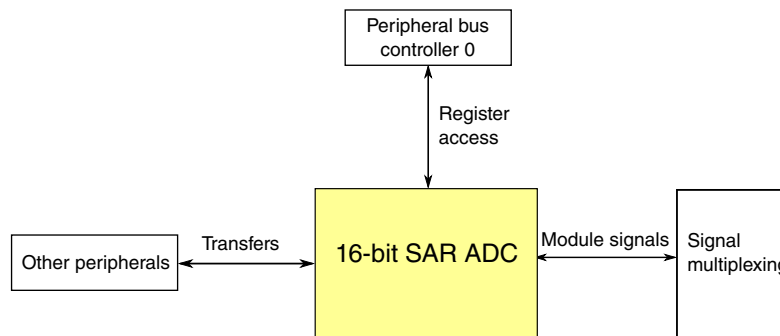 Peripheral bus
controller 0
Register
access
Other peripherals
Transfers
16-bit SAR ADC
Module signals
Signal
multiplexing